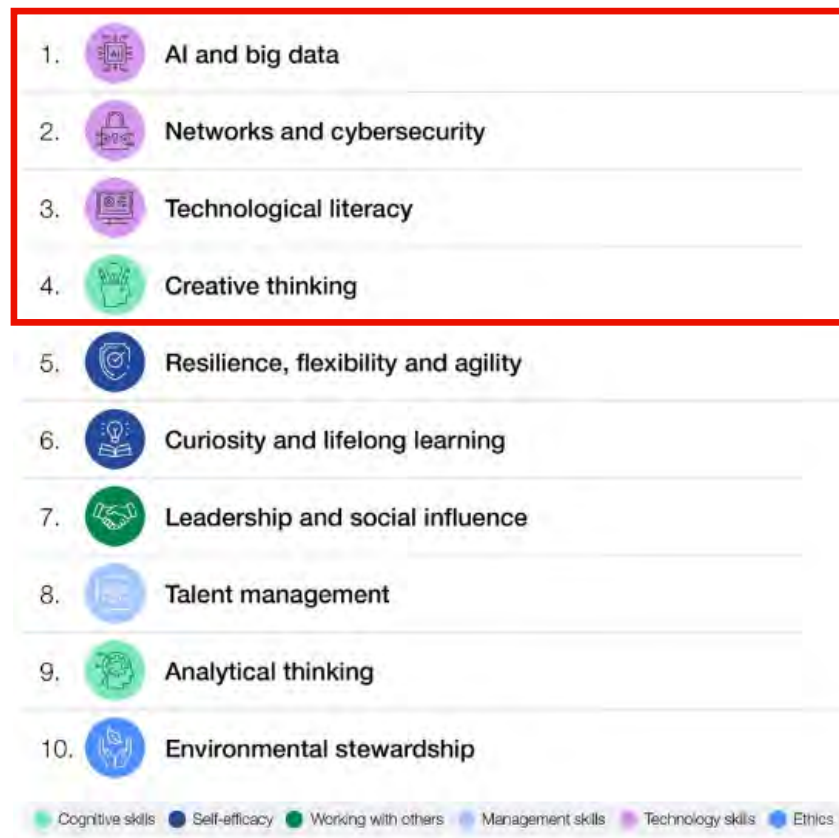 1. AI and big data
2. Networks and cybersecurity
3. Technological literacy
4. Creative thinking
5. Resilience, flexibility and agility
6. Curiosity and lifelong learning
7. Leadership and social influence
8. Talent management
9. Analytical thinking
10. Environmental stewardship
Cognitive skills Self-efficacy Working with others Management skills Technology skills Ethics